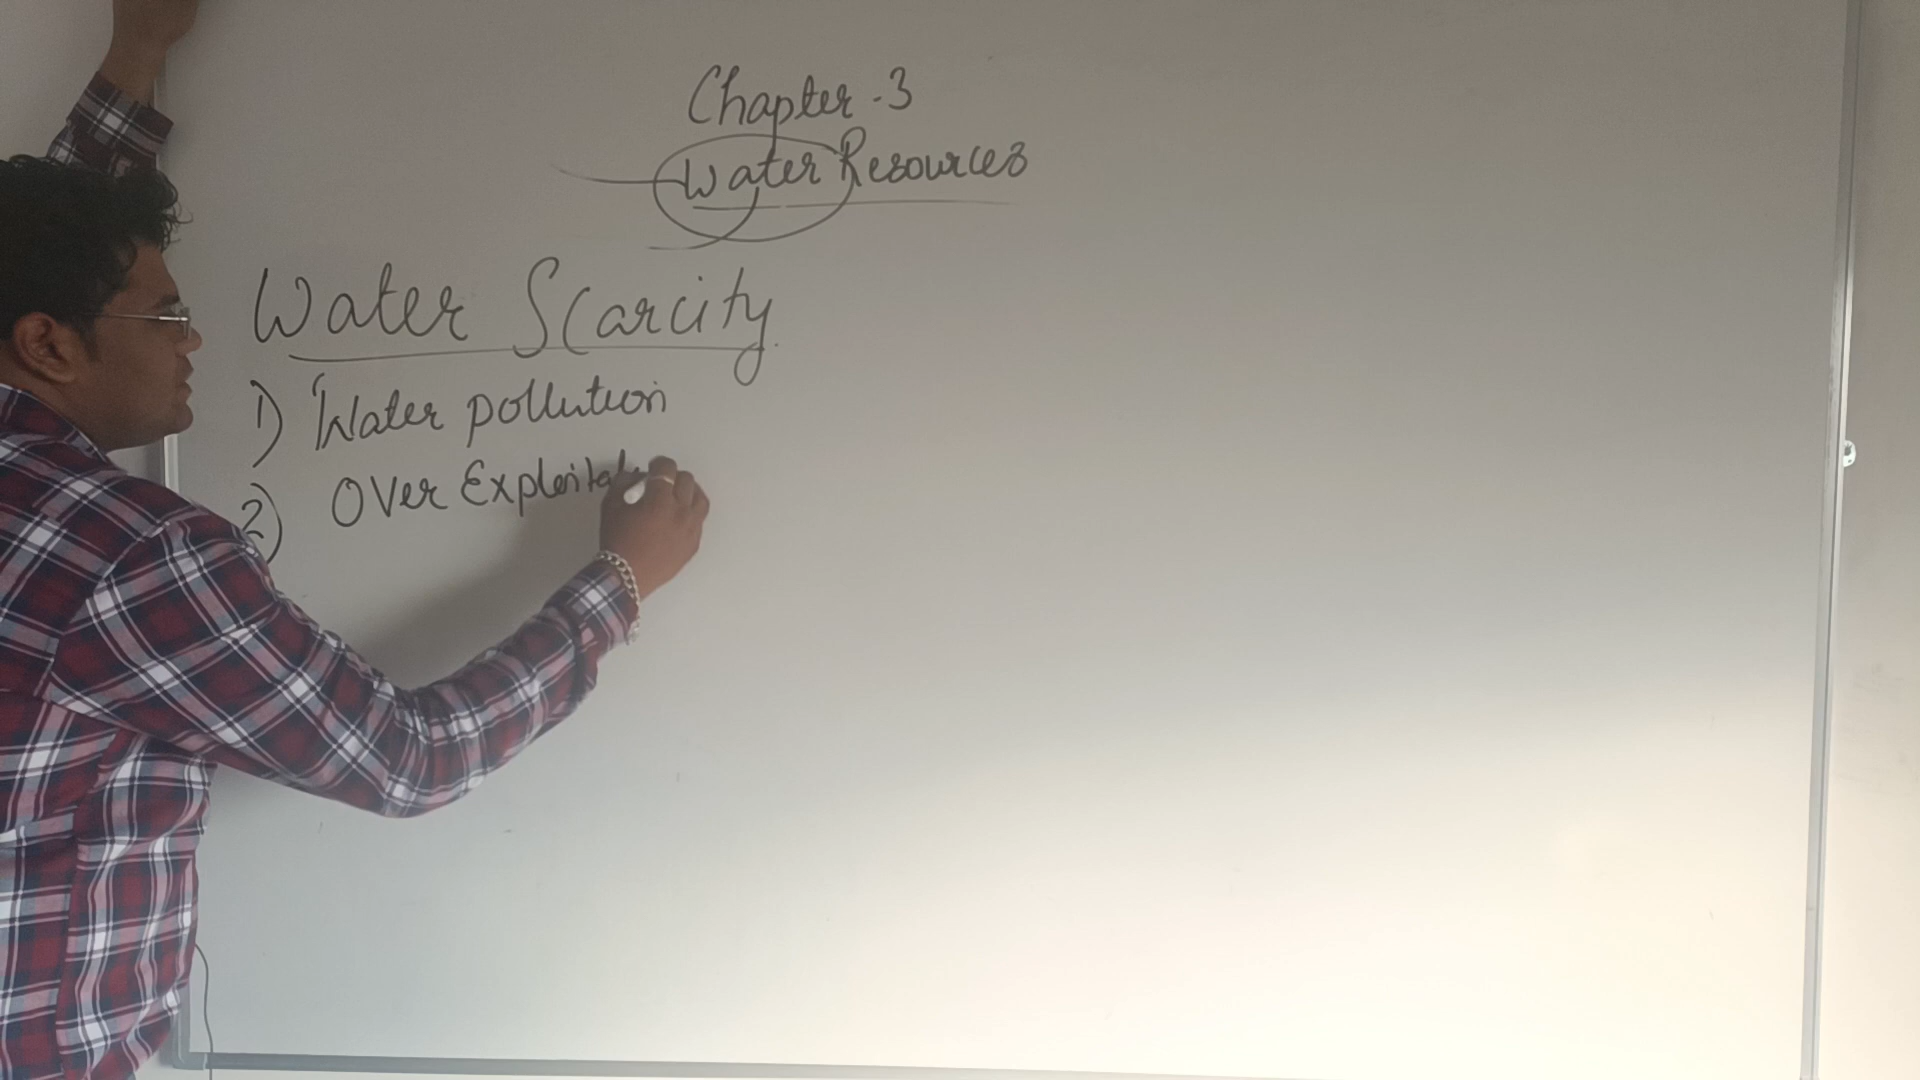 Chapter-3
Water Resources
Water Scarcity
1) Water pollution
2) Over